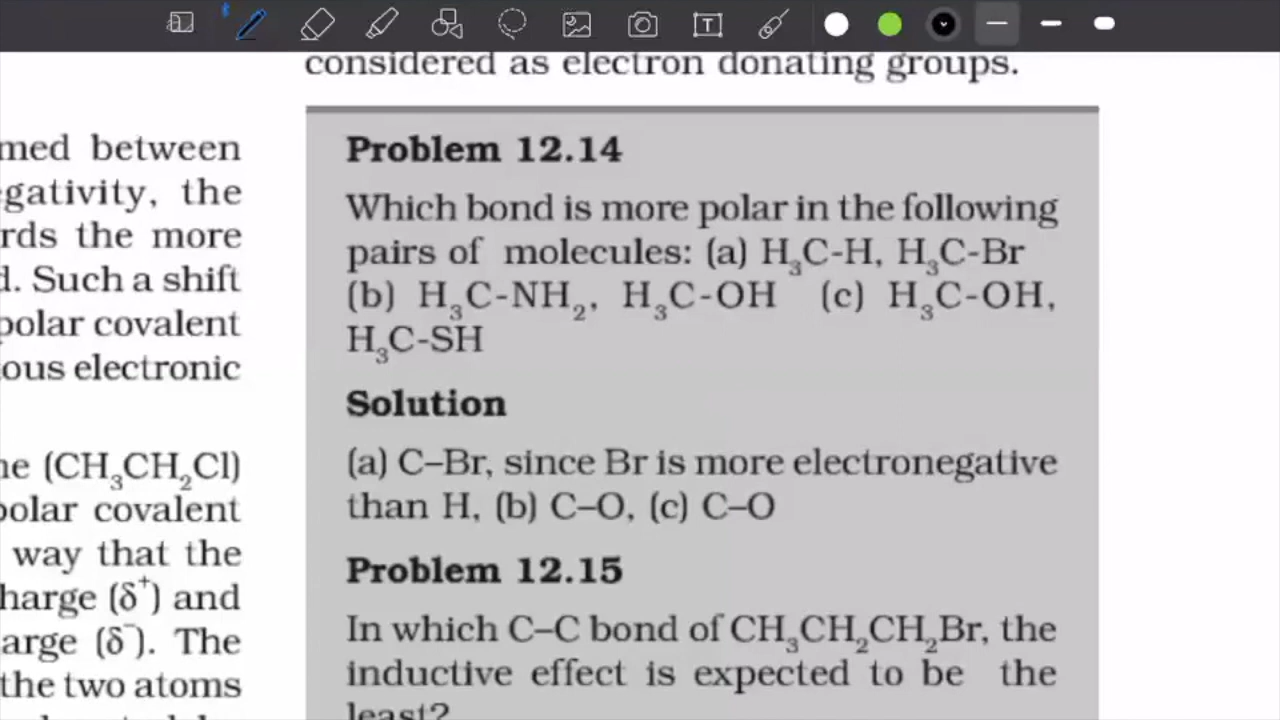 considered as electron donating groups.
med between
gativity, the
rds the more
d. Such a shift
polar covalent
ous electronic
ne (CH₃CH₂Cl)
polar covalent
way that the
harge (δ⁺) and
arge (δ⁻). The
the two atoms
Problem 12.14
Which bond is more polar in the following
pairs of molecules: (a) H₃C-H, H₃C-Br
(b) H₃C-NH₂, H₃C-OH (c) H₃C-OH,
H₃C-SH
Solution
(a) C–Br, since Br is more electronegative
than H, (b) C–O, (c) C–O
Problem 12.15
In which C–C bond of CH₃CH₂CH₂Br, the
inductive effect is expected to be the
least?